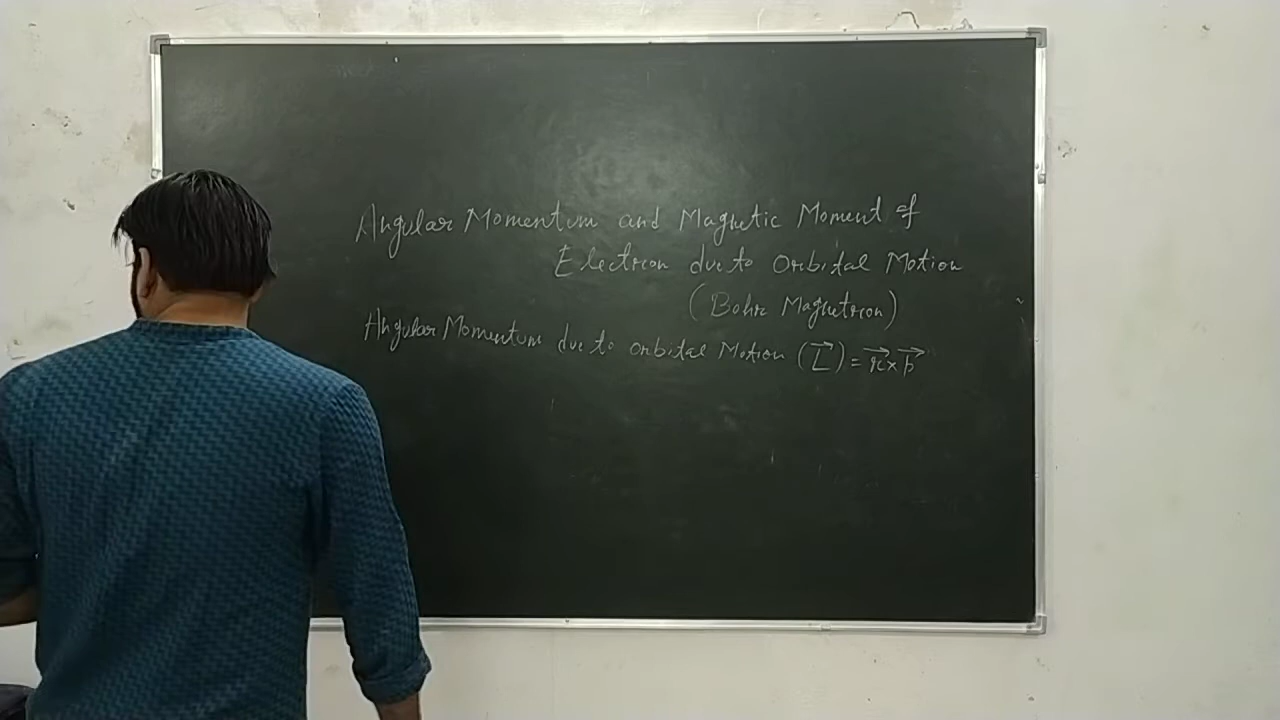 Angular Momentum and Magnetic Moment of
Electron due to Orbital Motion
(Bohr Magnetron)
Angular Momentum due to orbital Motion (L⃗) = r⃗ × p⃗